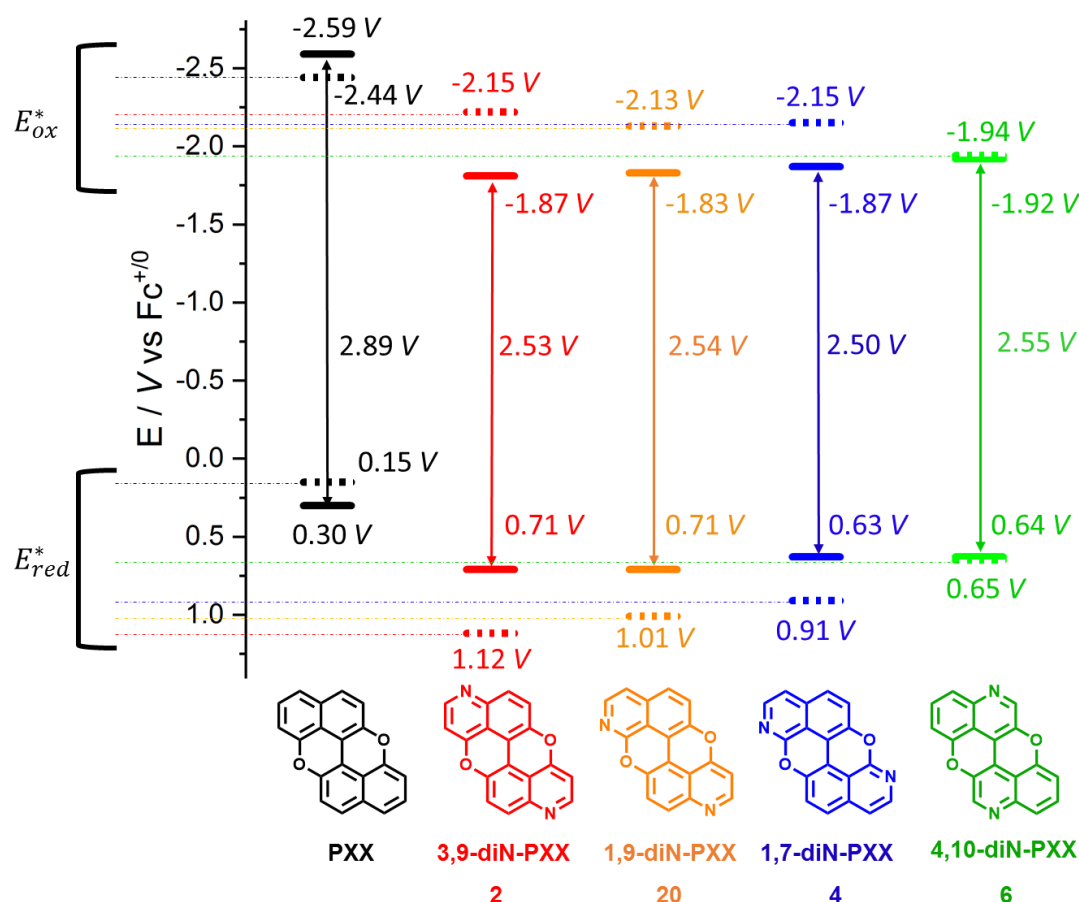 -2.59 V
-2.5
-2.44 V
-2.15 V
-2.13 V
-2.15 V
E*ox
-2.0
-1.94 V
-1.87 V
-1.83 V
-1.87 V
-1.92 V
-1.5
E / V vs Fc+/0
-1.0
2.89 V
2.53 V
2.54 V
2.50 V
2.55 V
-0.5
0.0
0.15 V
0.30 V
0.5
0.71 V
0.71 V
0.63 V
0.64 V
E*red
0.65 V
1.0
1.12 V
1.01 V
0.91 V
O
O
N
O
O
N
N
O
O
N
N
O
O
N
N
O
O
N
PXX
3,9-diN-PXX
1,9-diN-PXX
1,7-diN-PXX
4,10-diN-PXX
2
20
4
6